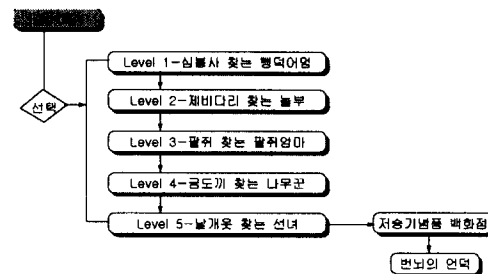 Level 1-심봉사 찾는 뺑덕어멈
Level 2-제비다리 찾는 놀부
선택
Level 3-팥쥐 찾는 팥쥐엄마
Level 4-금도끼 찾는 나무꾼
Level 5-날개옷 찾는 선녀
저승기념품 백화점
번뇌의 언덕